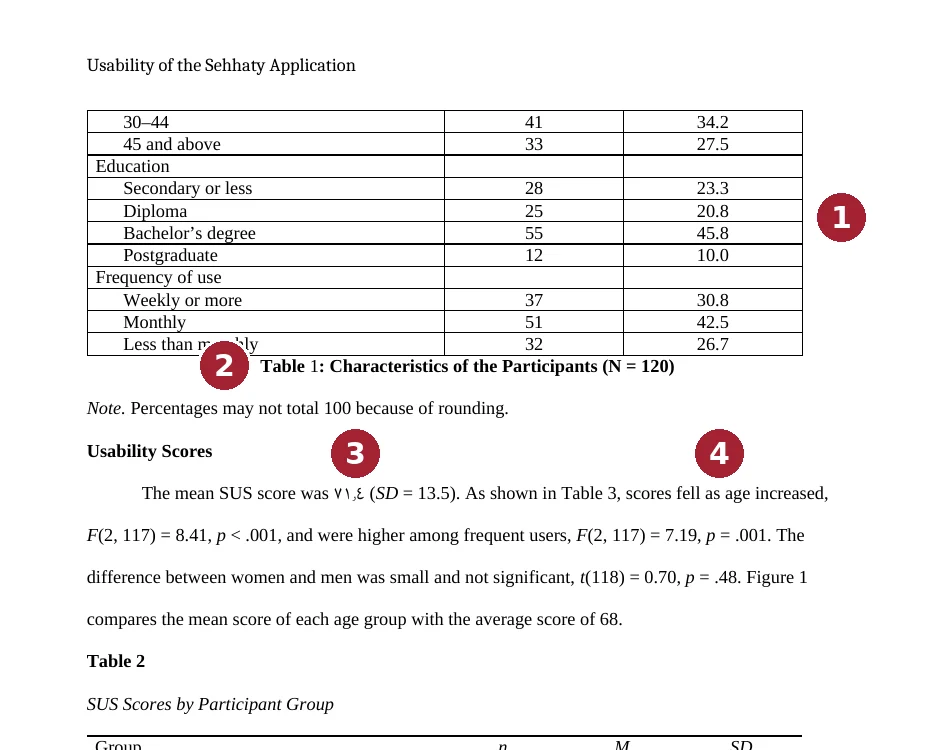 Usability of the Sehhaty Application
30–44 41 34.2
45 and above 33 27.5
Education
Secondary or less 28 23.3
Diploma 25 20.8
Bachelor’s degree 55 45.8
Postgraduate 12 10.0
Frequency of use
Weekly or more 37 30.8
Monthly 51 42.5
Less than 32 26.7
1
2
Table 1: Characteristics of the Participants (N = 120)
Note. Percentages may not total 100 because of rounding.
Usability Scores
3
4
The mean SUS score was ٧١٫٤ (SD = 13.5). As shown in Table 3, scores fell as age increased,
F(2, 117) = 8.41, p < .001, and were higher among frequent users, F(2, 117) = 7.19, p = .001. The
difference between women and men was small and not significant, t(118) = 0.70, p = .48. Figure 1
compares the mean score of each age group with the average score of 68.
Table 2
SUS Scores by Participant Group
Group n M SD